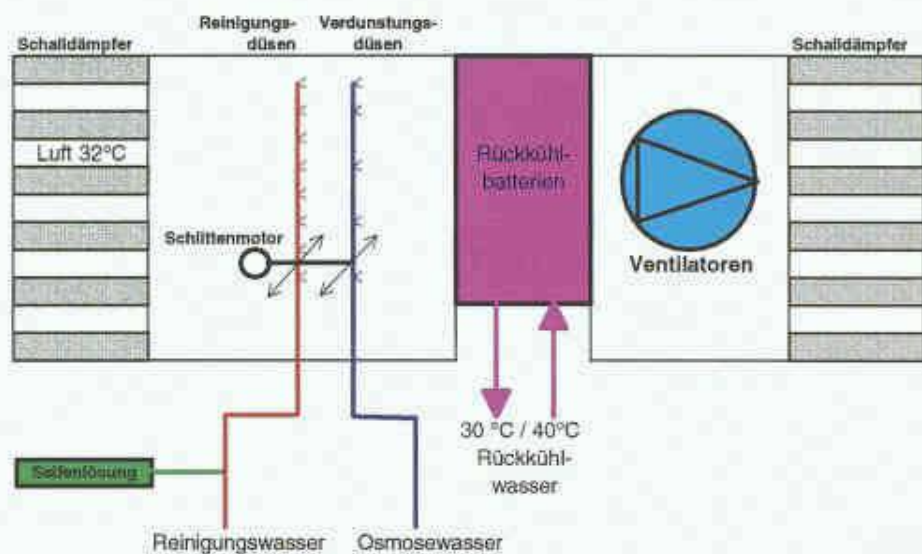 Reinigungs-
düsen
Verdunstungs-
düsen
Schalldämpfer
Schalldämpfer
Luft 32°C
Rückkühl-
batterien
Schlittenmotor
Ventilatoren
30 °C / 40°C
Rückkühl-
wasser
Seifenlösung
Reinigungswasser
Osmosewasser